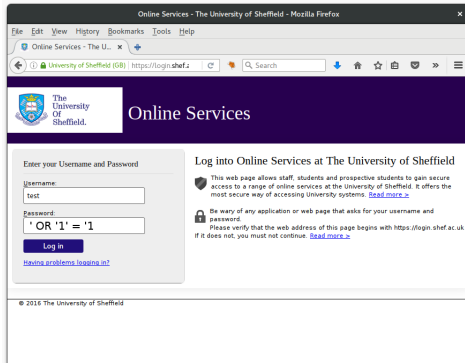 Online Services - The University of Sheffield - Mozilla Firefox
File Edit View History Bookmarks Tools Help
Online Services - The U...
University of Sheffield (GB) https://login.shef.a Search
The
University
Of
Sheffield.
Online Services
Enter your Username and Password
Username:
test
Password:
' OR '1' = '1
Log in
Having problems logging in?
Log into Online Services at The University of Sheffield
This web page allows staff, students and prospective students to gain secure
access to a range of online services at the University of Sheffield. It offers the
most secure way of accessing University systems. Read more >
Be wary of any application or web page that asks for your username and
password.
Please verify that the web address of this page begins with https://login.shef.ac.uk
If it does not, you must not continue. Read more >
© 2016 The University of Sheffield